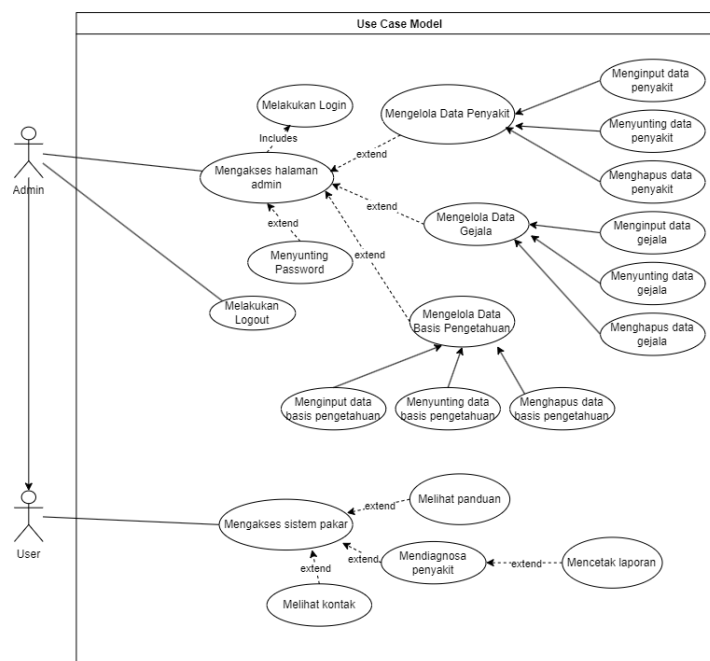 Use Case Model
Melakukan Login
Includes
Mengakses halaman
admin
Admin
extend
Menyunting
Password
Melakukan
Logout
Mengelola Data Penyakit
extend
Menginput data
penyakit
Menyunting data
penyakit
Menghapus data
penyakit
extend
Mengelola Data
Gejala
Menginput data
gejala
Menyunting data
gejala
Menghapus data
gejala
extend
Mengelola Data
Basis Pengetahuan
Menginput data
basis pengetahuan
Menyunting data
basis pengetahuan
Menghapus data
basis pengetahuan
User
Mengakses sistem pakar
extend
Melihat panduan
extend
Mendiagnosa
penyakit
extend
Mencetak laporan
extend
Melihat kontak